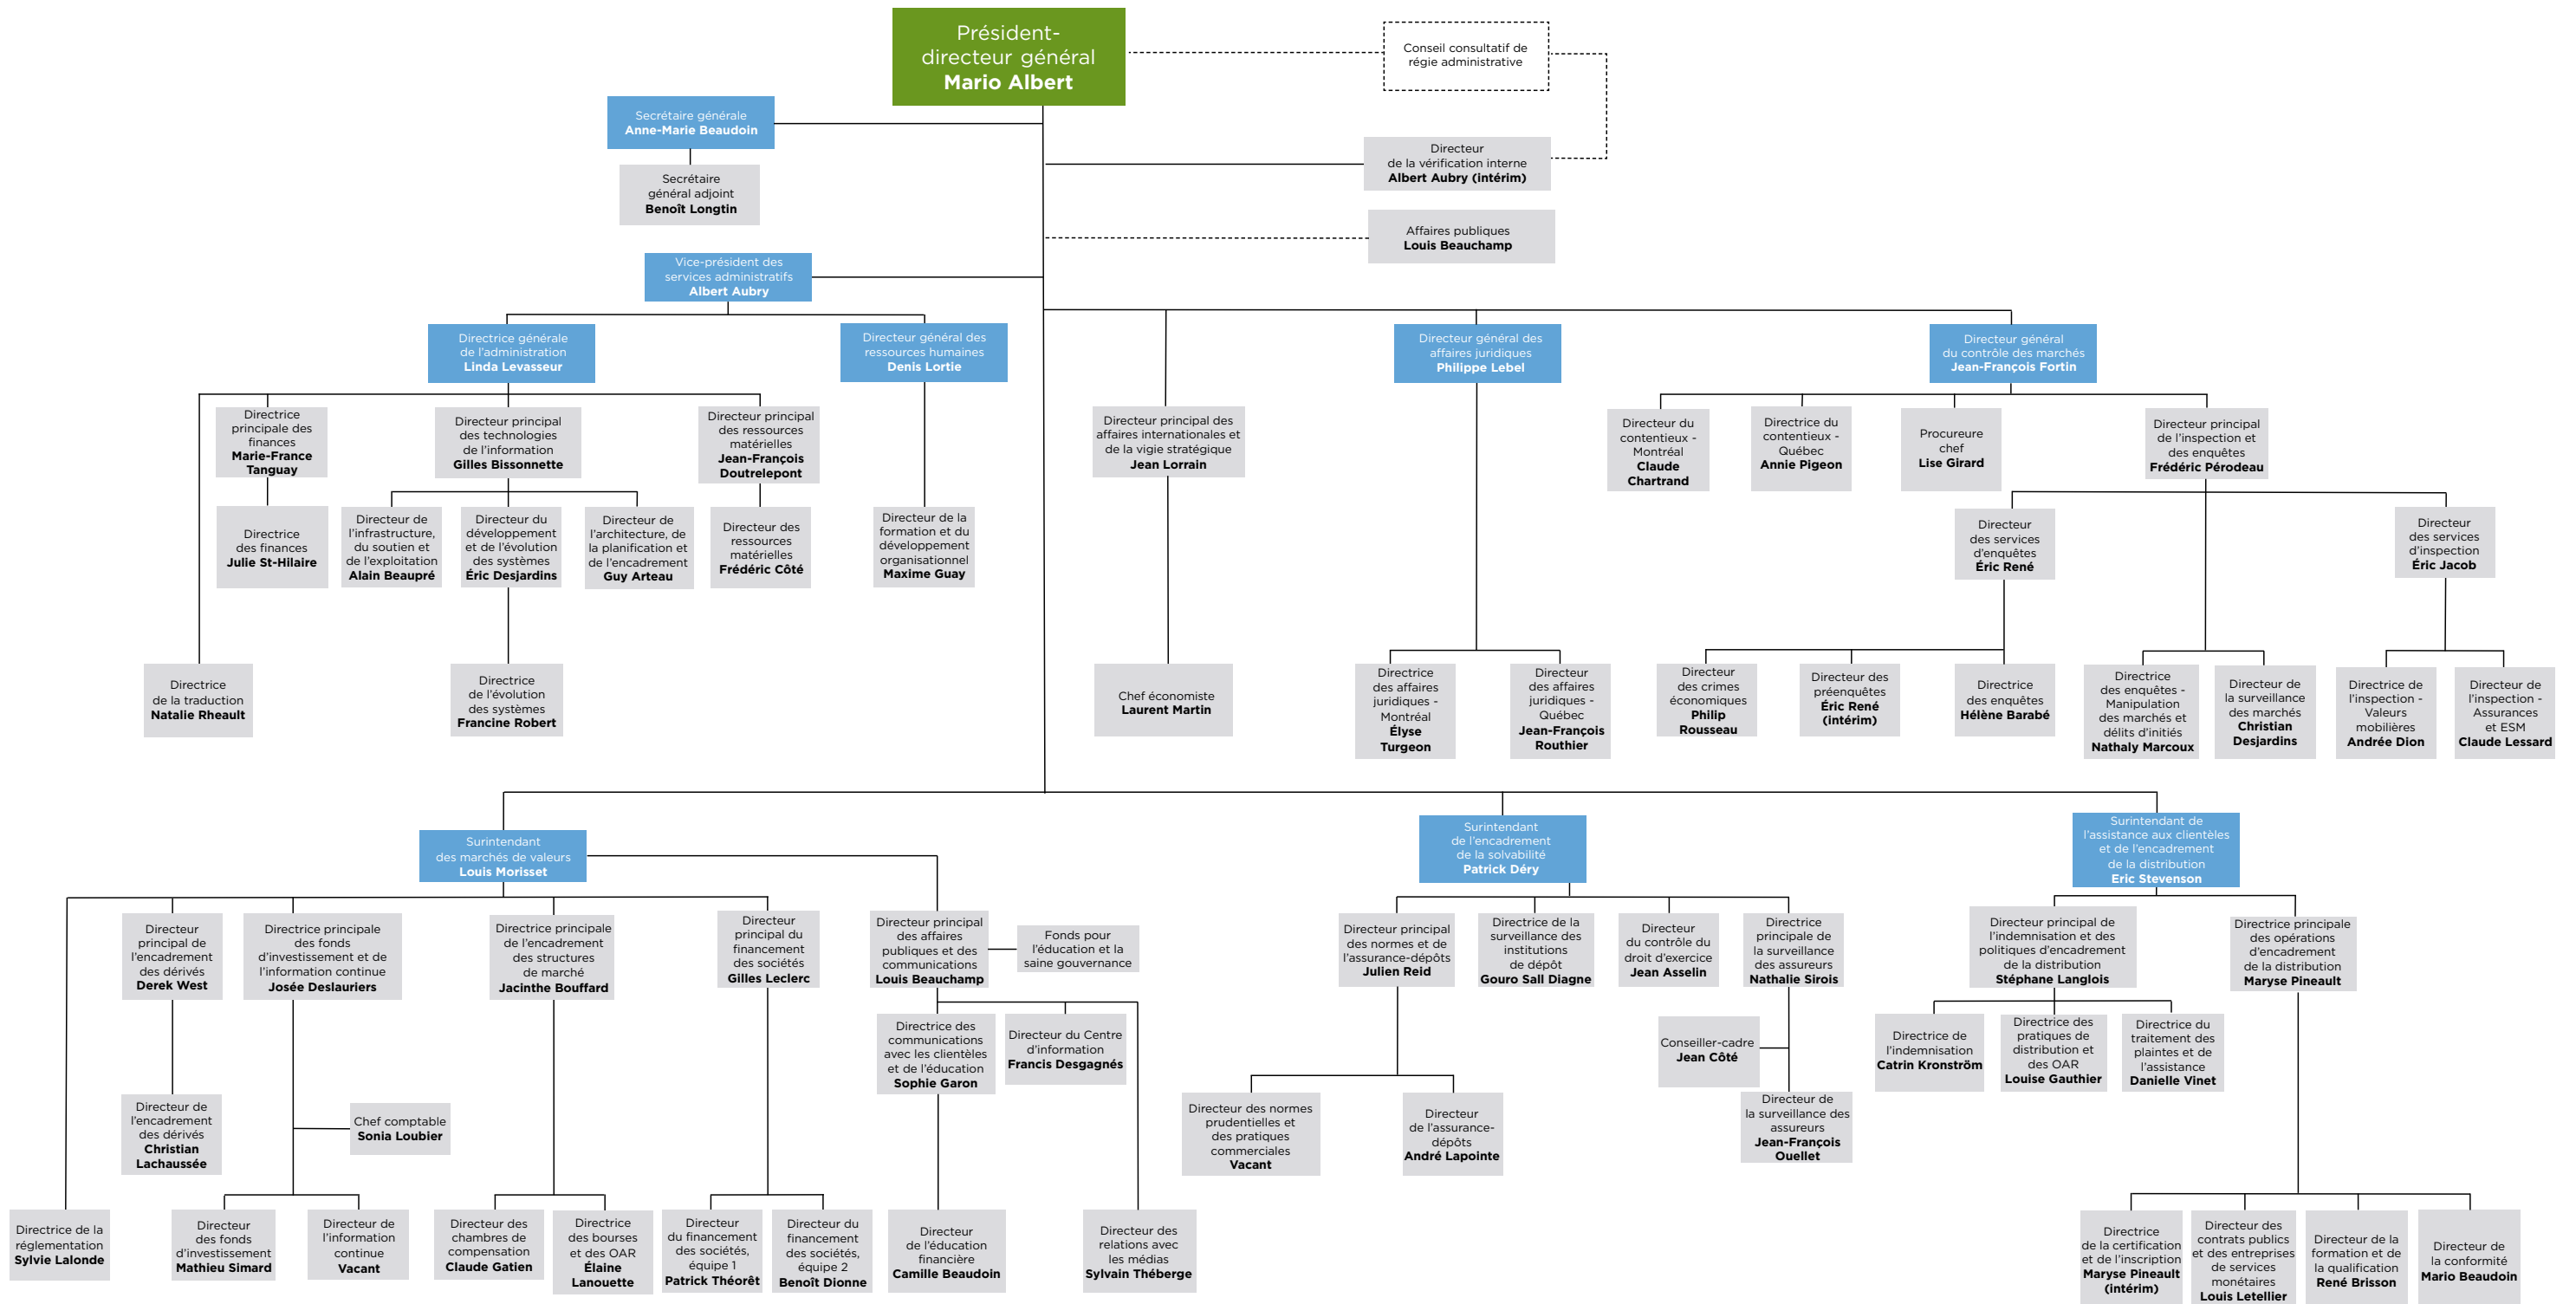 Président-
directeur général
Mario Albert
Conseil consultatif de
régie administrative
Secrétaire générale
Anne-Marie Beaudoin
Directeur
de la vérification interne
Albert Aubry (intérim)
Secrétaire
général adjoint
Benoît Longtin
Affaires publiques
Louis Beauchamp
Vice-président des
services administratifs
Albert Aubry
Directrice générale
de l'administration
Linda Levasseur
Directeur général des
ressources humaines
Denis Lortie
Directeur général des
affaires juridiques
Philippe Lebel
Directeur général
du contrôle des marchés
Jean-François Fortin
Directrice
principale des
finances
Marie-France
Tanguay
Directeur principal
des technologies
de l'information
Gilles Bissonnette
Directeur principal
des ressources
matérielles
Jean-François
Doutrelepont
Directeur principal des
affaires internationales et
de la vigie stratégique
Jean Lorrain
Directeur du
contentieux -
Montréal
Claude
Chartrand
Directrice du
contentieux -
Québec
Annie Pigeon
Procureure
chef
Lise Girard
Directeur principal
de l'inspection et
des enquêtes
Frédéric Pérodeau
Directrice
des finances
Julie St-Hilaire
Directeur de
l'infrastructure,
du soutien et
de l'exploitation
Alain Beaupré
Directeur du
développement
et de l'évolution
des systèmes
Éric Desjardins
Directeur de
l'architecture, de
la planification et
de l'encadrement
Guy Arteau
Directeur des
ressources
matérielles
Frédéric Côté
Directeur de la
formation et du
développement
organisationnel
Maxime Guay
Directeur
des services
d'enquêtes
Éric René
Directeur
des services
d'inspection
Éric Jacob
Directrice
de la traduction
Natalie Rheault
Directrice
de l'évolution
des systèmes
Francine Robert
Chef économiste
Laurent Martin
Directrice
des affaires
juridiques -
Montréal
Élyse
Turgeon
Directeur
des affaires
juridiques -
Québec
Jean-François
Routhier
Directeur
des crimes
économiques
Philip
Rousseau
Directeur des
préenquêtes
Éric René
(intérim)
Directrice
des enquêtes
Hélène Barabé
Directrice
des enquêtes -
Manipulation
des marchés et
délits d'initiés
Nathaly Marcoux
Directeur de
la surveillance
des marchés
Christian
Desjardins
Directrice de
l'inspection -
Valeurs
mobilières
Andrée Dion
Directeur de
l'inspection -
Assurances
et ESM
Claude Lessard
Surintendant
des marchés de valeurs
Louis Morisset
Surintendant
de l'encadrement
de la solvabilité
Patrick Déry
Surintendant de
l'assistance aux clientèles
et de l'encadrement
de la distribution
Eric Stevenson
Directeur
principal de
l'encadrement
des dérivés
Derek West
Directrice principale
des fonds
d'investissement et de
l'information continue
Josée Deslauriers
Directrice principale
de l'encadrement
des structures
de marché
Jacinthe Bouffard
Directeur
principal du
financement
des sociétés
Gilles Leclerc
Directeur principal
des affaires
publiques et des
communications
Louis Beauchamp
Fonds pour
l'éducation et la
saine gouvernance
Directeur principal
des normes et de
l'assurance-dépôts
Julien Reid
Directrice de la
surveillance des
institutions
de dépôt
Gouro Sall Diagne
Directeur
du contrôle du
droit d'exercice
Jean Asselin
Directrice
principale de
la surveillance
des assureurs
Nathalie Sirois
Directeur principal de
l'indemnisation et des
politiques d'encadrement
de la distribution
Stéphane Langlois
Directrice principale
des opérations
d'encadrement
de la distribution
Maryse Pineault
Directrice des
communications
avec les clientèles
et de l'éducation
Sophie Garon
Directeur du Centre
d'information
Francis Desgagnés
Conseiller-cadre
Jean Côté
Directrice de
l'indemnisation
Catrin Kronström
Directrice des
pratiques de
distribution et
des OAR
Louise Gauthier
Directrice du
traitement des
plaintes et de
l'assistance
Danielle Vinet
Directeur de
l'encadrement
des dérivés
Christian
Lachaussée
Chef comptable
Sonia Loubier
Directeur des normes
prudentielles et
des pratiques
commerciales
Vacant
Directeur
de l'assurance-
dépôts
André Lapointe
Directeur de
la surveillance des
assureurs
Jean-François
Ouellet
Directrice de la
réglementation
Sylvie Lalonde
Directeur
des fonds
d'investissement
Mathieu Simard
Directeur de
l'information
continue
Vacant
Directeur des
chambres de
compensation
Claude Gatien
Directrice
des bourses
et des OAR
Élaine
Lanouette
Directeur
du financement
des sociétés,
équipe 1
Patrick Théorêt
Directeur du
financement
des sociétés,
équipe 2
Benoît Dionne
Directeur
de l'éducation
financière
Camille Beaudoin
Directeur des
relations avec
les médias
Sylvain Théberge
Directrice
de la certification
et de l'inscription
Maryse Pineault
(intérim)
Directeur des
contrats publics
et des entreprises
de services
monétaires
Louis Letellier
Directeur de la
formation et de
la qualification
René Brisson
Directeur de
la conformité
Mario Beaudoin